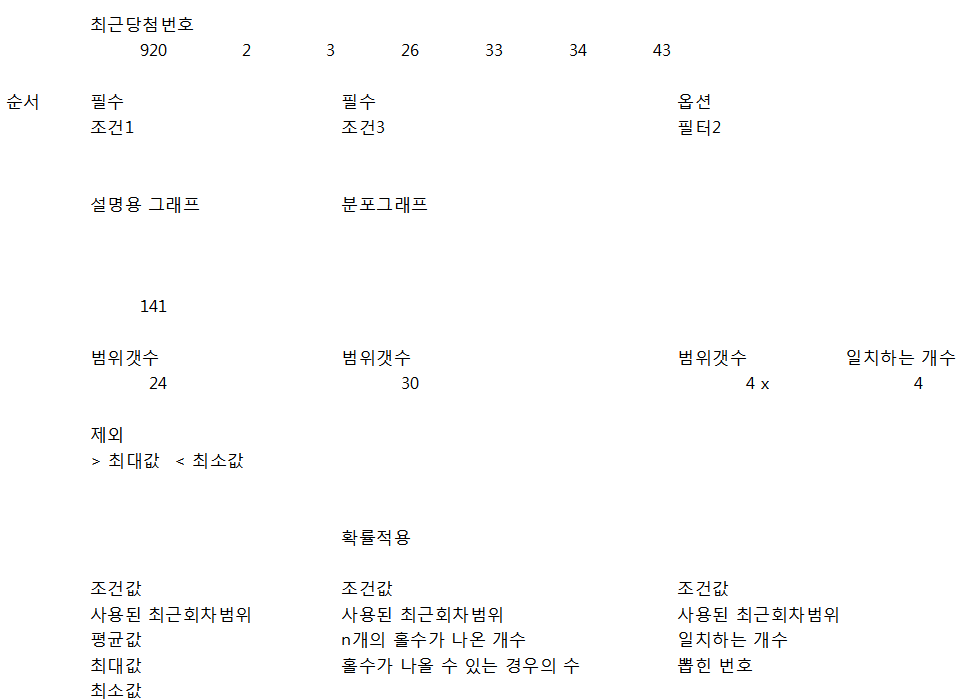 최근당첨번호
920 2 3 26 33 34 43
순서 필수 필수 옵션
조건1 조건3 필터2
설명용 그래프 분포그래프
141
범위갯수 범위갯수 범위갯수 일치하는 개수
24 30 4 x 4
제외
> 최대값 < 최소값
확률적용
조건값 조건값 조건값
사용된 최근회차범위 사용된 최근회차범위 사용된 최근회차범위
평균값 n개의 홀수가 나온 개수 일치하는 개수
최대값 홀수가 나올 수 있는 경우의 수 뽑힌 번호
최소값